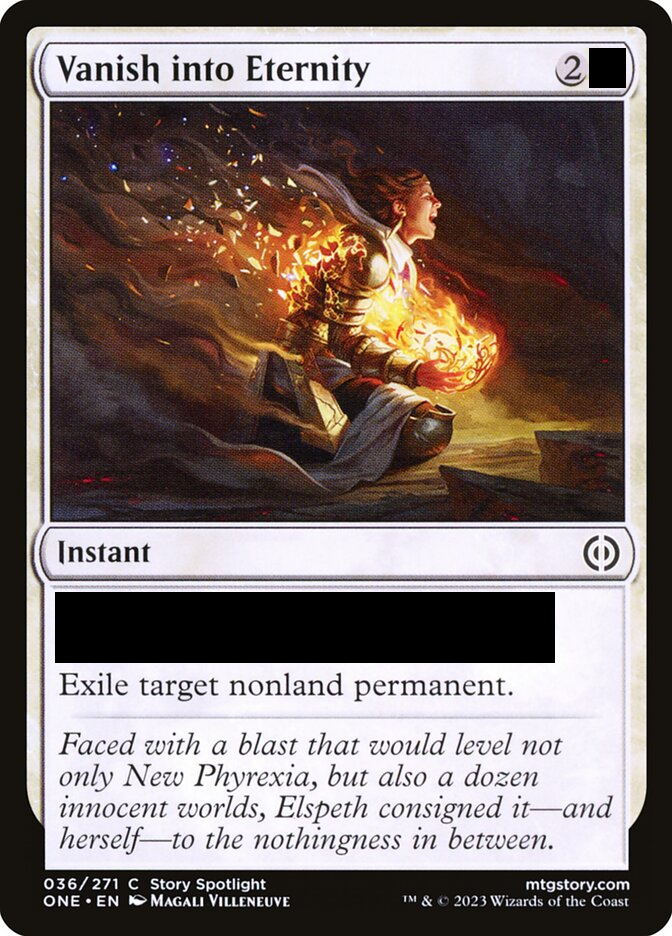 Vanish into Eternity 2
Instant
Exile target nonland permanent.
Faced with a blast that would level not
only New Phyrexia, but also a dozen
innocent worlds, Elspeth consigned it—and
herself—to the nothingness in between.
036/271 C Story Spotlight mtgstory.com
ONE • EN Magali Villeneuve ™ & © 2023 Wizards of the Coast